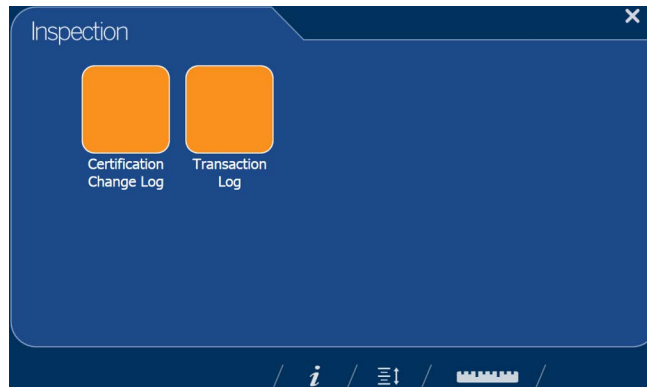 Inspection
Certification
Change Log
Transaction
Log
i